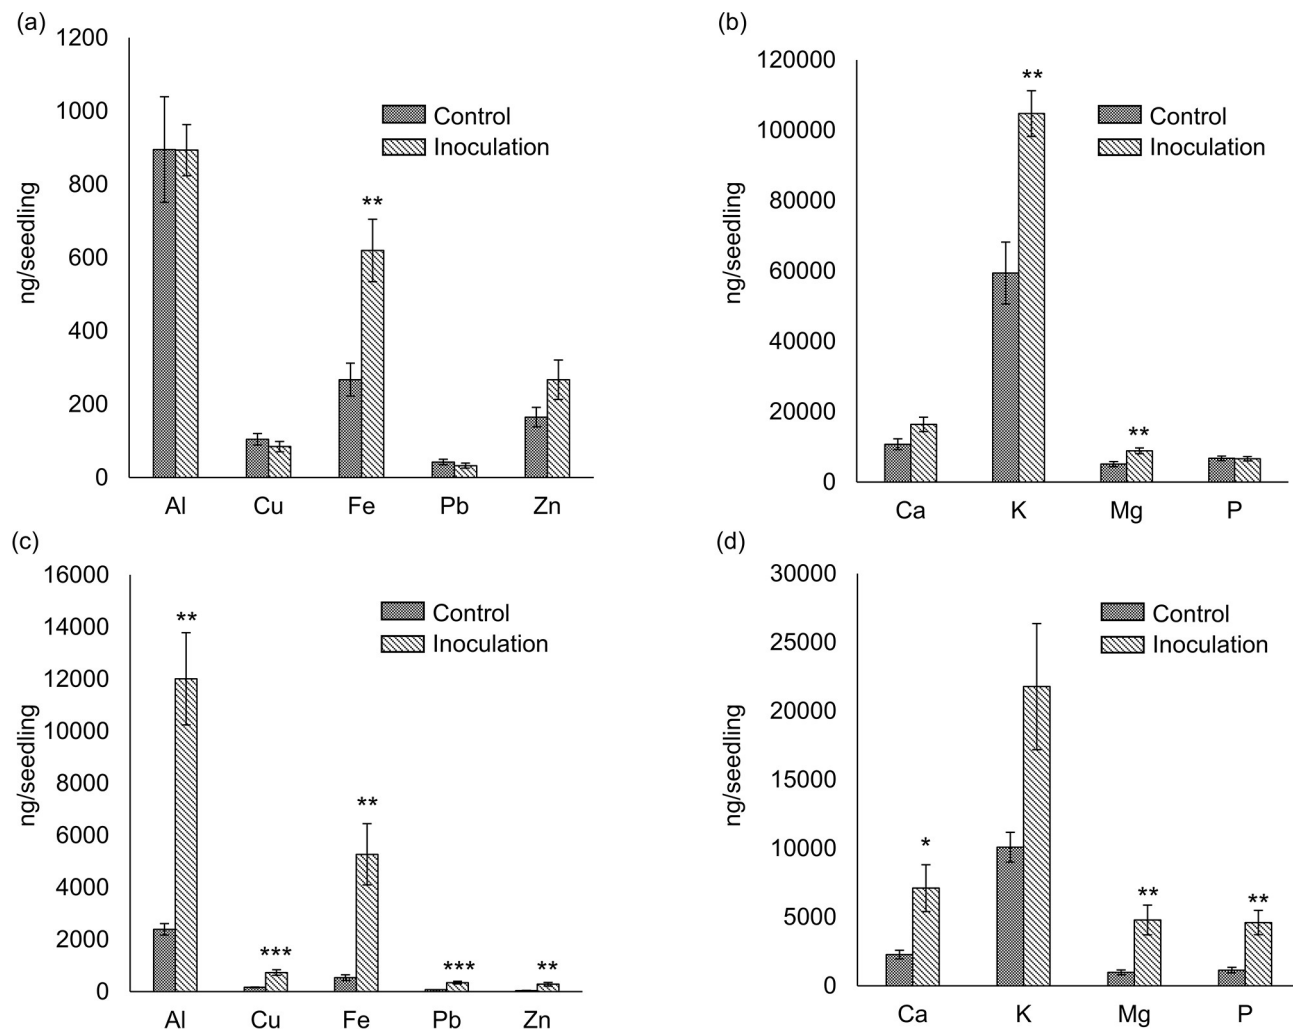 (a)
1200
1000
800
600
400
200
0
ng/seedling
Control
Inoculation
**
Al Cu Fe Pb Zn
(b)
120000
100000
80000
60000
40000
20000
0
ng/seedling
**
Control
Inoculation
**
Ca K Mg P
(c)
16000
14000
12000
10000
8000
6000
4000
2000
0
ng/seedling
Control
Inoculation
**
**
***
***
**
Al Cu Fe Pb Zn
(d)
30000
25000
20000
15000
10000
5000
0
ng/seedling
Control
Inoculation
*
**
**
Ca K Mg P